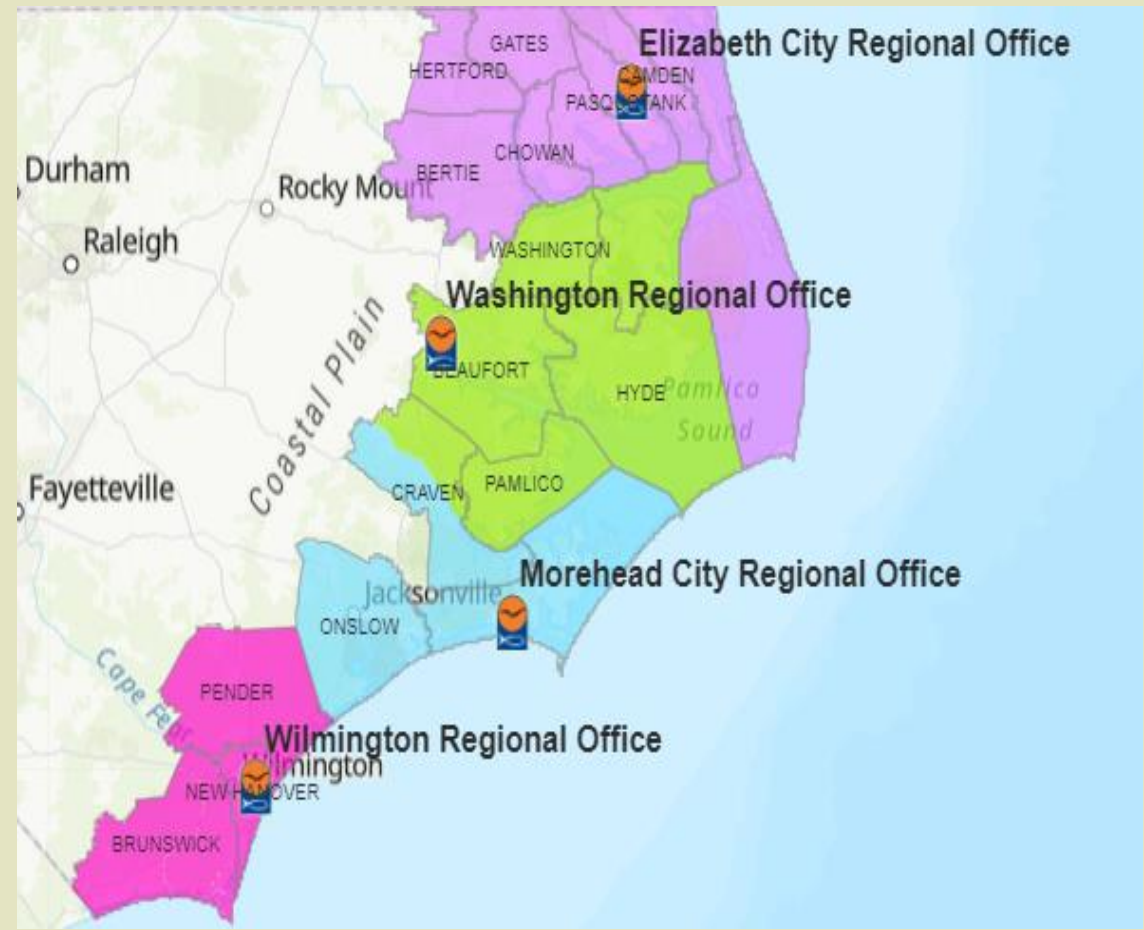 GATES
Elizabeth City Regional Office
HERTFORD
CAMDEN
PASQUOTANK
CHOWAN
Durham
BERTIE
Rocky Mount
Raleigh
WASHINGTON
Washington Regional Office
Coastal Plain
BEAUFORT
HYDE
Pamlico
Sound
Fayetteville
CRAVEN
PAMLICO
Morehead City Regional Office
Jacksonville
ONSLOW
Cape Fear
PENDER
Wilmington Regional Office
Wilmington
NEW HANOVER
BRUNSWICK